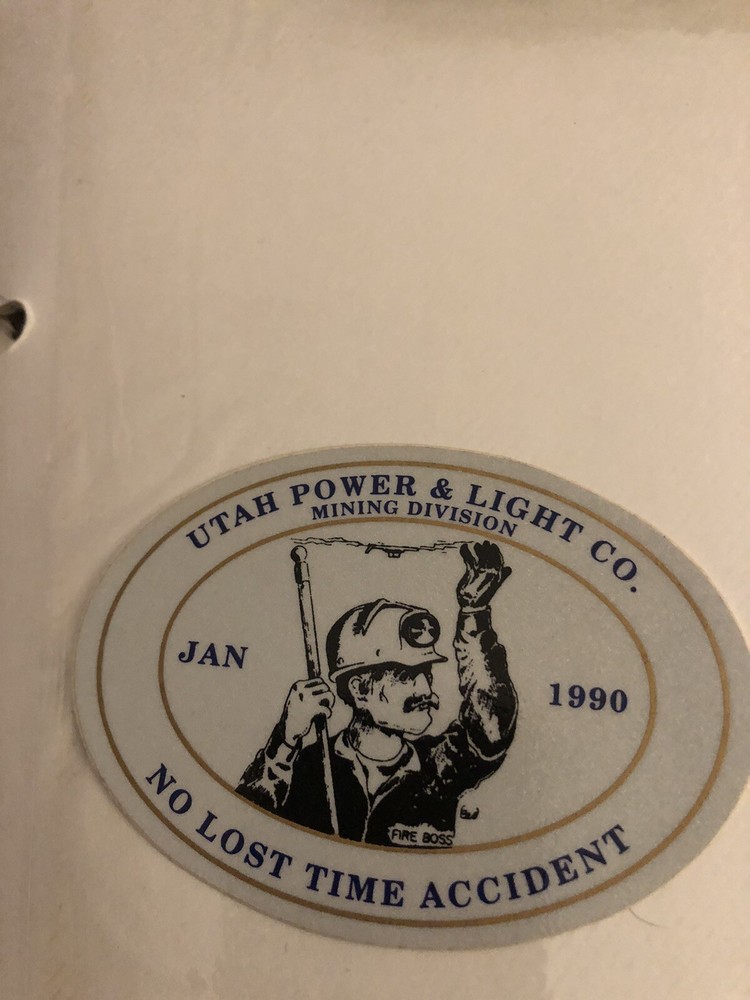 UTAH POWER & LIGHT CO.
MINING DIVISION
JAN
1990
FIRE BOSS
NO LOST TIME ACCIDENT